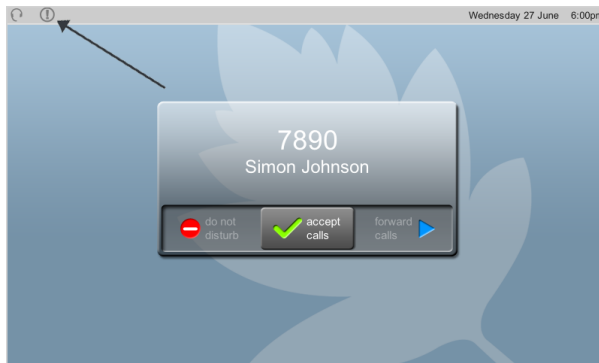 Wednesday 27 June 6:00pm
7890
Simon Johnson
do not
disturb
accept
calls
forward
calls